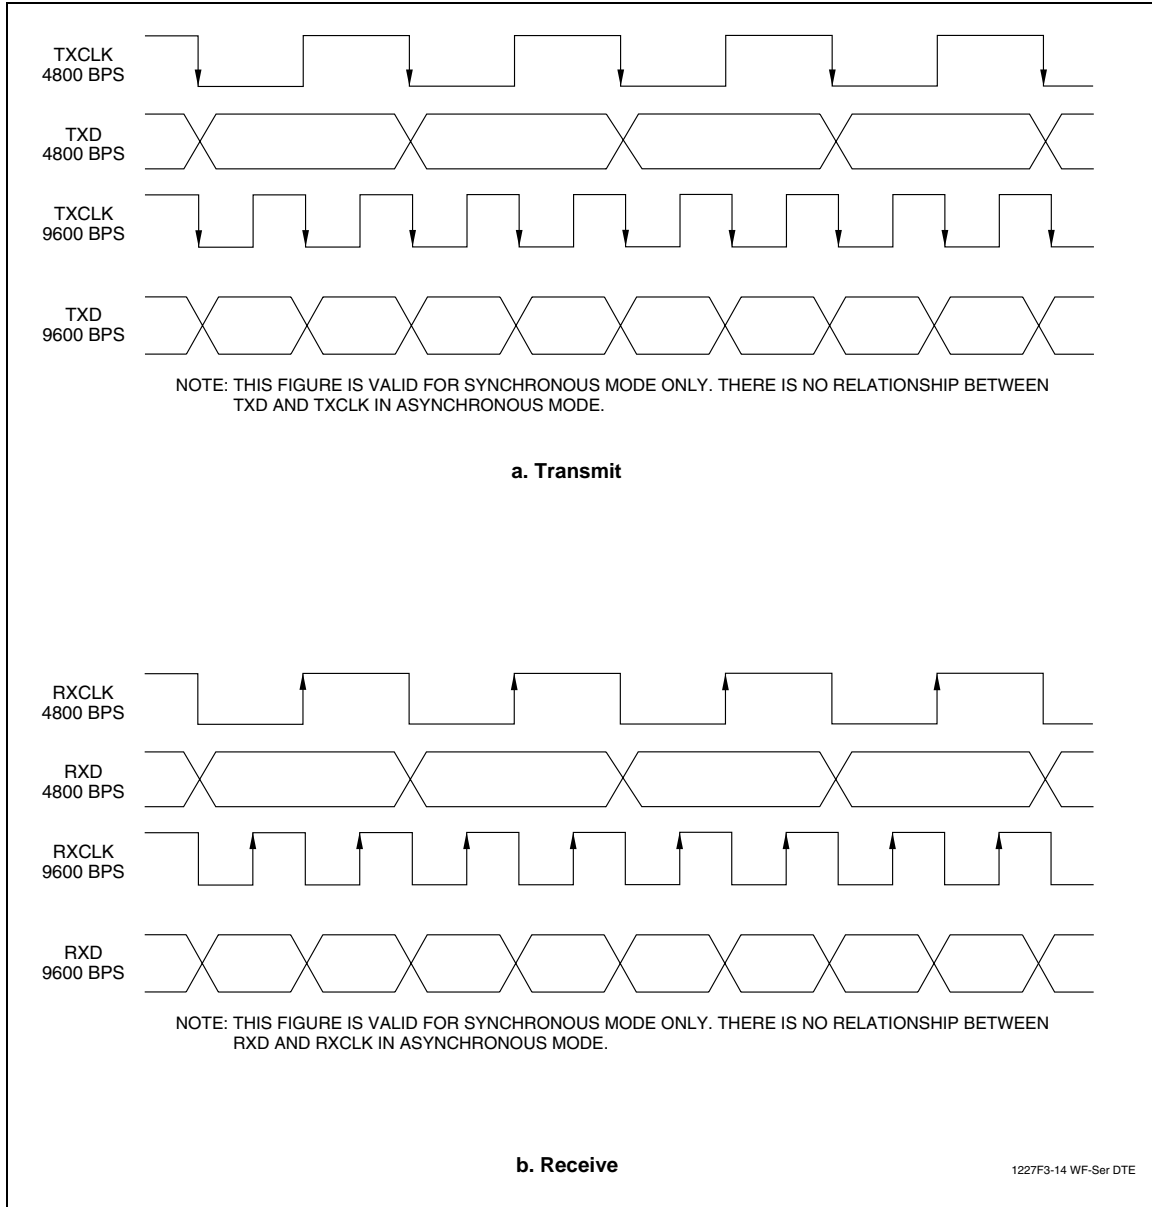 TXCLK
4800 BPS
TXD
4800 BPS
TXCLK
9600 BPS
TXD
9600 BPS
NOTE: THIS FIGURE IS VALID FOR SYNCHRONOUS MODE ONLY. THERE IS NO RELATIONSHIP BETWEEN
TXD AND TXCLK IN ASYNCHRONOUS MODE.
a. Transmit
RXCLK
4800 BPS
RXD
4800 BPS
RXCLK
9600 BPS
RXD
9600 BPS
NOTE: THIS FIGURE IS VALID FOR SYNCHRONOUS MODE ONLY. THERE IS NO RELATIONSHIP BETWEEN
RXD AND RXCLK IN ASYNCHRONOUS MODE.
b. Receive
1227F3-14 WF-Ser DTE